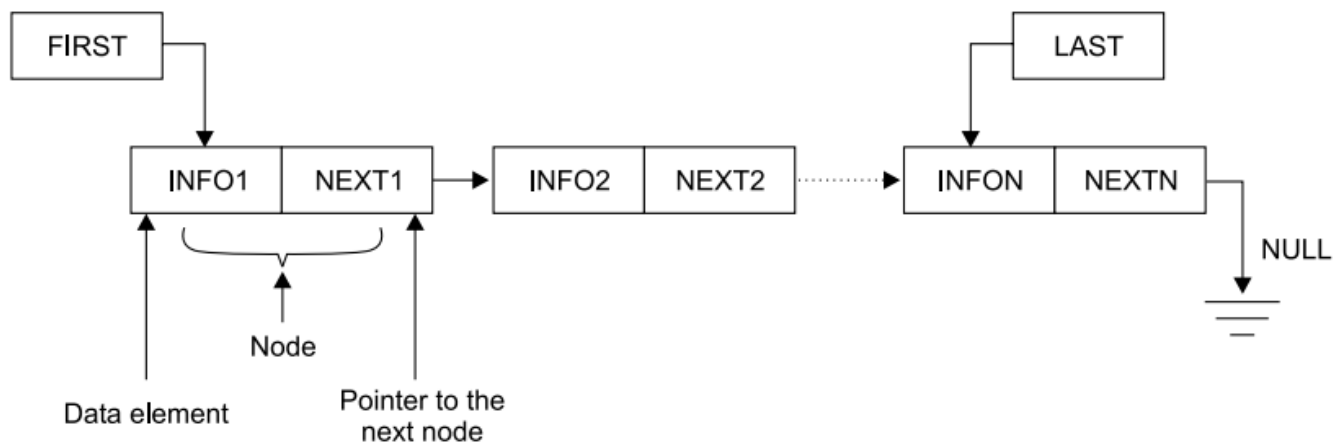 FIRST
LAST
INFO1 NEXT1 INFO2 NEXT2 INFON NEXTN
NULL
Node
Data element
Pointer to the
next node